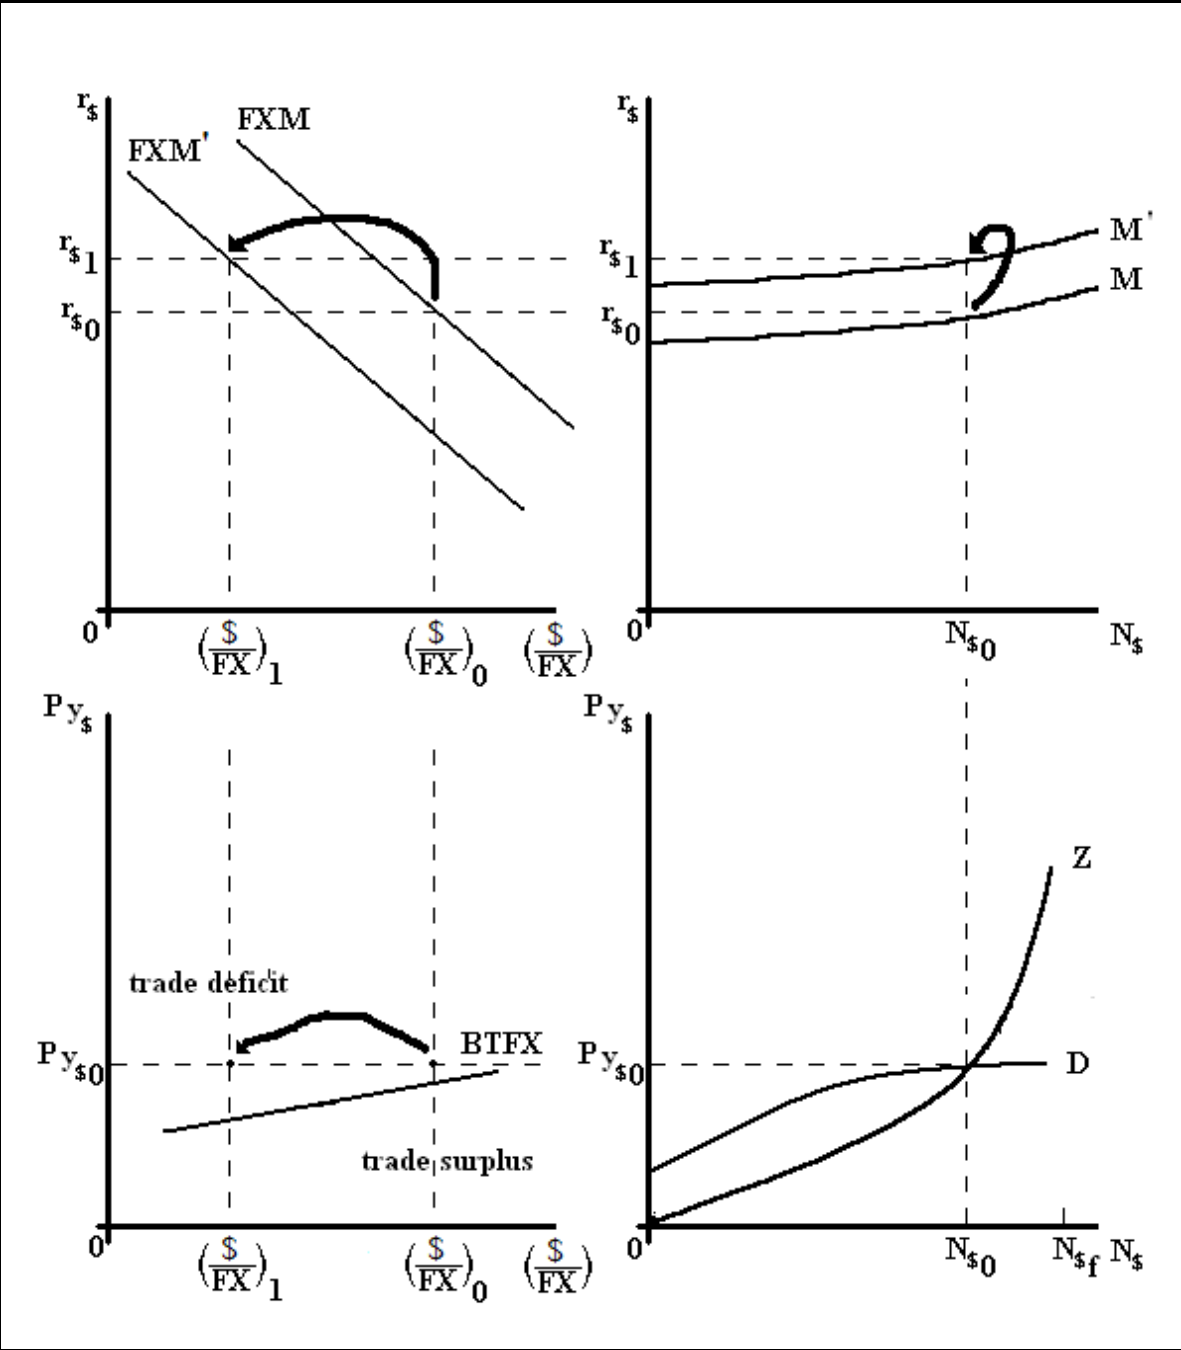 r$
FXM
FXM'
r$1
r$0
0
($/FX)1
($/FX)0
($/FX)
r$
M'
M
r$1
r$0
0
N$0
N$
Py$
trade deficit
BTFX
Py$0
trade surplus
0
($/FX)1
($/FX)0
($/FX)
Py$
Z
Py$0
D
0
N$0
N$f
N$